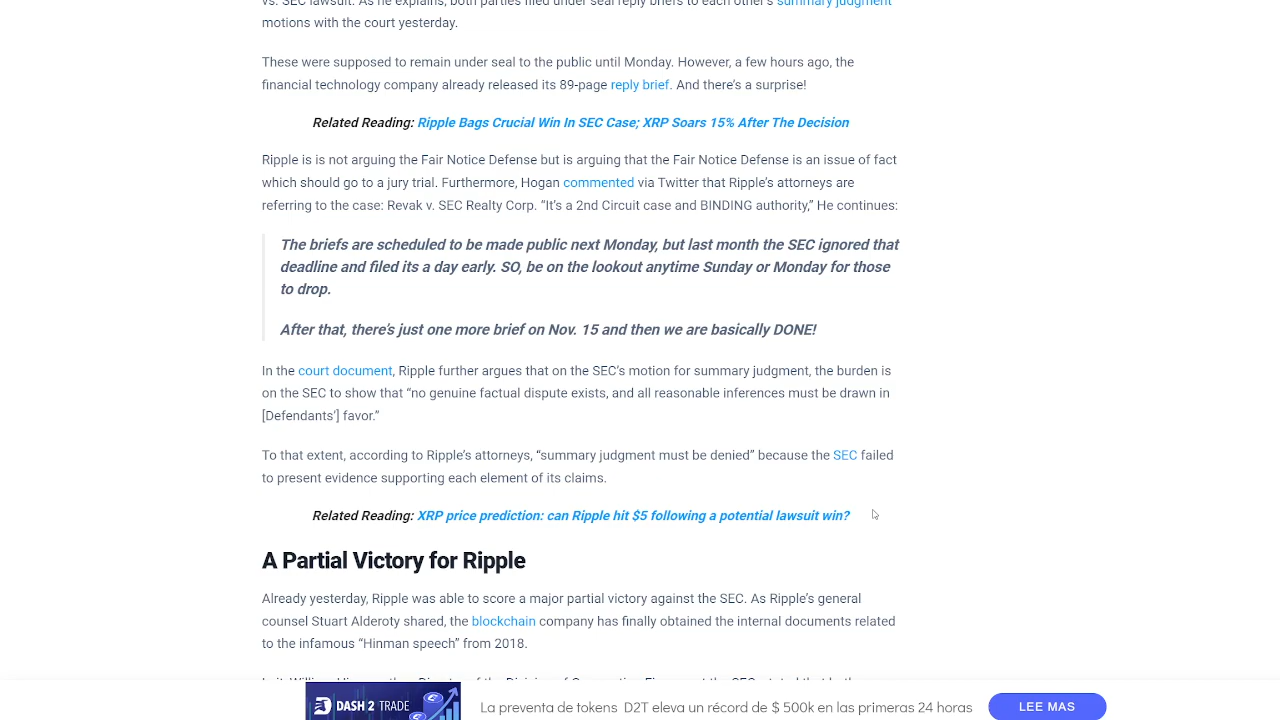 vs. SEC lawsuit. As he explains, both parties filed under seal reply briefs to each other's summary judgment
motions with the court yesterday.
These were supposed to remain under seal to the public until Monday. However, a few hours ago, the
financial technology company already released its 89-page reply brief. And there's a surprise!
Related Reading: Ripple Bags Crucial Win In SEC Case; XRP Soars 15% After The Decision
Ripple is is not arguing the Fair Notice Defense but is arguing that the Fair Notice Defense is an issue of fact
which should go to a jury trial. Furthermore, Hogan commented via Twitter that Ripple's attorneys are
referring to the case: Revak v. SEC Realty Corp. “It's a 2nd Circuit case and BINDING authority,” He continues:
The briefs are scheduled to be made public next Monday, but last month the SEC ignored that
deadline and filed its a day early. SO, be on the lookout anytime Sunday or Monday for those
to drop.
After that, there's just one more brief on Nov. 15 and then we are basically DONE!
In the court document, Ripple further argues that on the SEC's motion for summary judgment, the burden is
on the SEC to show that “no genuine factual dispute exists, and all reasonable inferences must be drawn in
[Defendants'] favor.”
To that extent, according to Ripple's attorneys, “summary judgment must be denied” because the SEC failed
to present evidence supporting each element of its claims.
Related Reading: XRP price prediction: can Ripple hit $5 following a potential lawsuit win?
A Partial Victory for Ripple
Already yesterday, Ripple was able to score a major partial victory against the SEC. As Ripple's general
counsel Stuart Alderoty shared, the blockchain company has finally obtained the internal documents related
to the infamous “Hinman speech” from 2018.
DASH 2 TRADE
La preventa de tokens D2T eleva un récord de $ 500k en las primeras 24 horas
LEE MAS